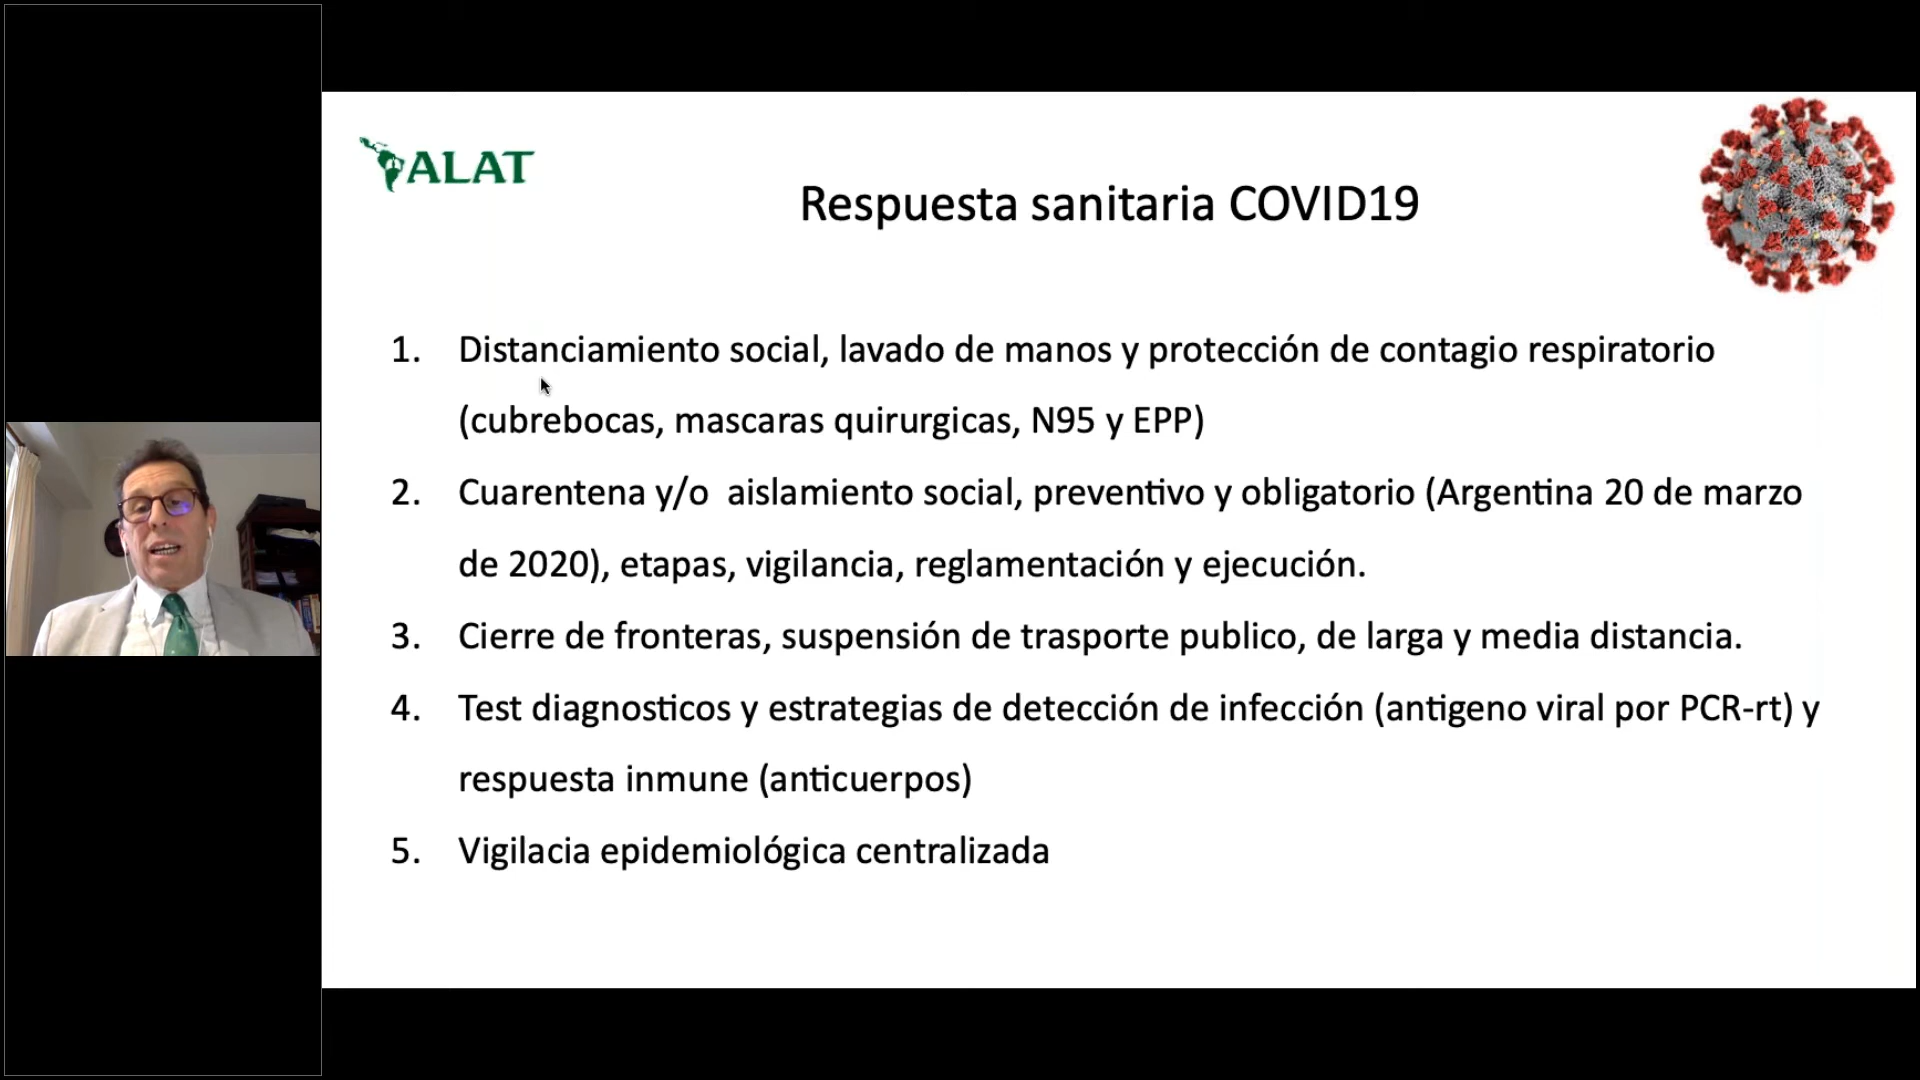 ALAT
Respuesta sanitaria COVID19
1. Distanciamiento social, lavado de manos y protección de contagio respiratorio
(cubrebocas, mascaras quirurgicas, N95 y EPP)
2. Cuarentena y/o aislamiento social, preventivo y obligatorio (Argentina 20 de marzo
de 2020), etapas, vigilancia, reglamentación y ejecución.
3. Cierre de fronteras, suspensión de trasporte publico, de larga y media distancia.
4. Test diagnosticos y estrategias de detección de infección (antigeno viral por PCR-rt) y
respuesta inmune (anticuerpos)
5. Vigilacia epidemiológica centralizada